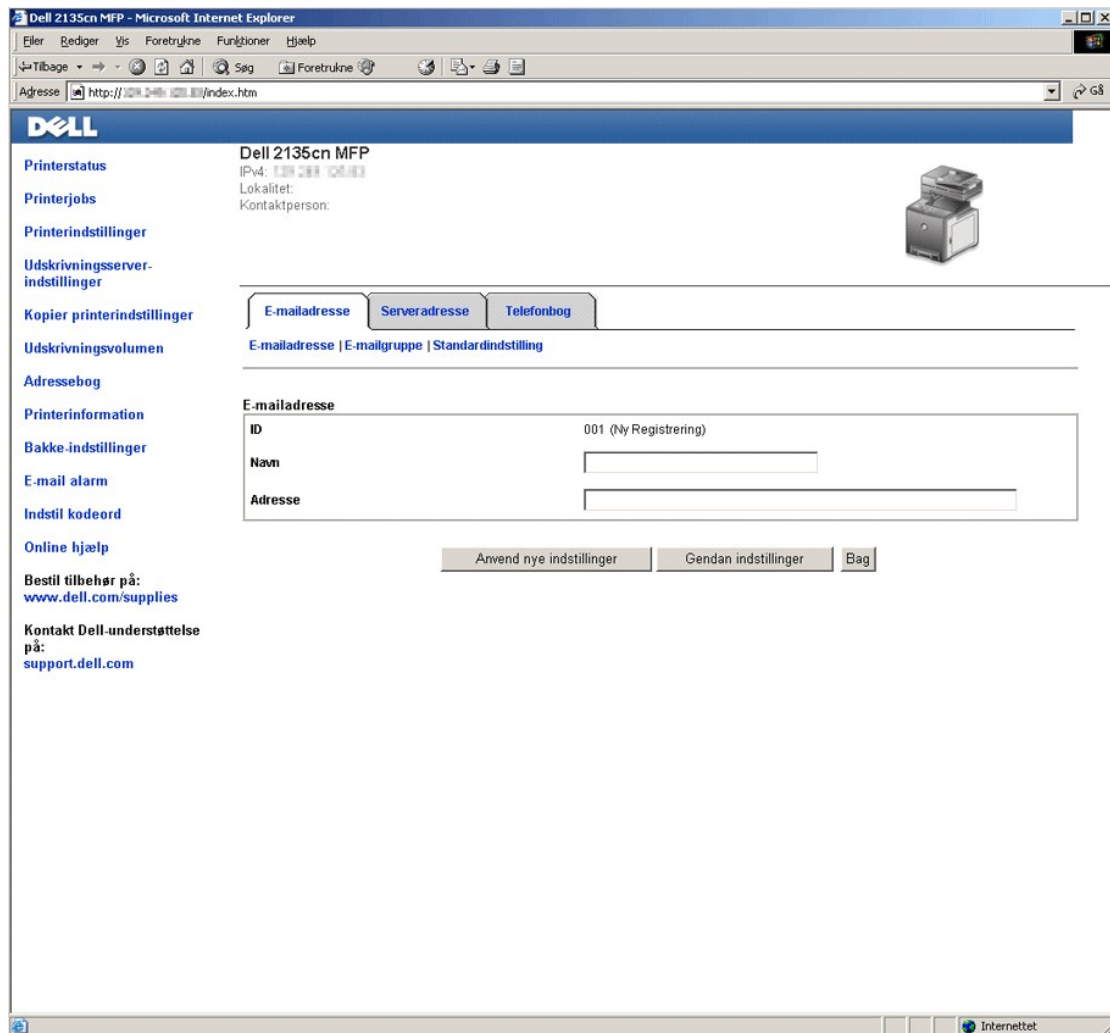 Dell 2135cn MFP - Microsoft Internet Explorer
Filer Rediger Vis Foretrukne Funktioner Hjælp
Tilbage Søg Foretrukne
Adresse http:// /index.htm Gå
DELL
Printerstatus
Printerjobs
Printerindstillinger
Udskrivningsserver-
indstillinger
Kopier printerindstillinger
Udskrivningsvolumen
Adressebog
Printerinformation
Bakke-indstillinger
E-mail alarm
Indstil kodeord
Online hjælp
Bestil tilbehør på:
www.dell.com/supplies
Kontakt Dell-understøttelse
på:
support.dell.com
Dell 2135cn MFP
IPv4:
Lokalitet:
Kontaktperson:
E-mailadresse Serveradresse Telefonbog
E-mailadresse | E-mailgruppe | Standardindstilling
E-mailadresse
ID 001 (Ny Registrering)
Navn
Adresse
Anvend nye indstillinger Gendan indstillinger Bag
Internettet